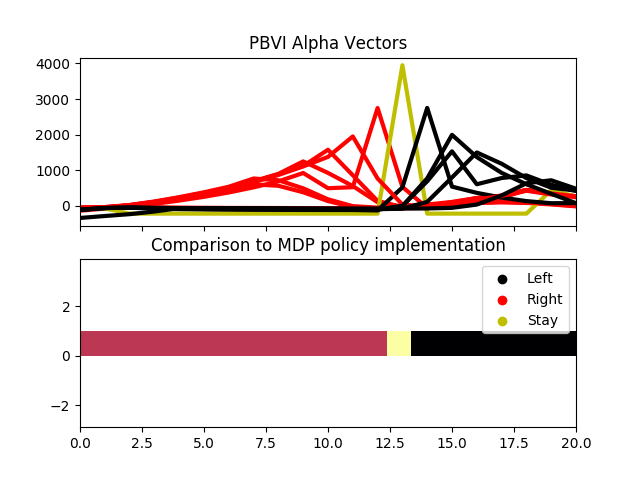 PBVI Alpha Vectors
4000
3000
2000
1000
0
Comparison to MDP policy implementation
Left
Right
Stay
2
0
−2
0.0 2.5 5.0 7.5 10.0 12.5 15.0 17.5 20.0